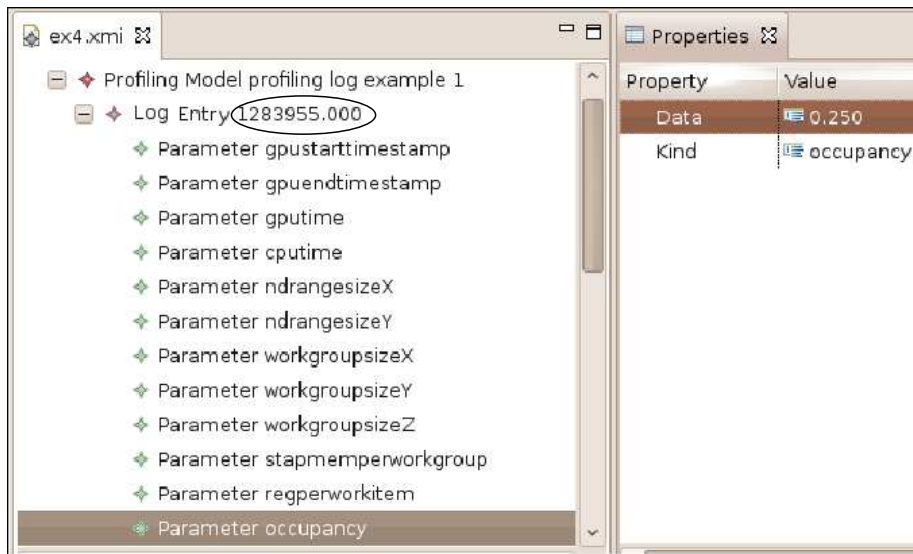 ex4.xmi
Profiling Model profiling log example 1
Log Entry 1283955.000
Parameter gpustarttimestamp
Parameter gpuendtimestamp
Parameter gputime
Parameter cputime
Parameter ndrangesizeX
Parameter ndrangesizeY
Parameter workgroupsizeX
Parameter workgroupsizeY
Parameter workgroupsizeZ
Parameter stapmemperworkgroup
Parameter regperworkitem
Parameter occupancy
Properties
Property Value
Data 0.250
Kind occupancy